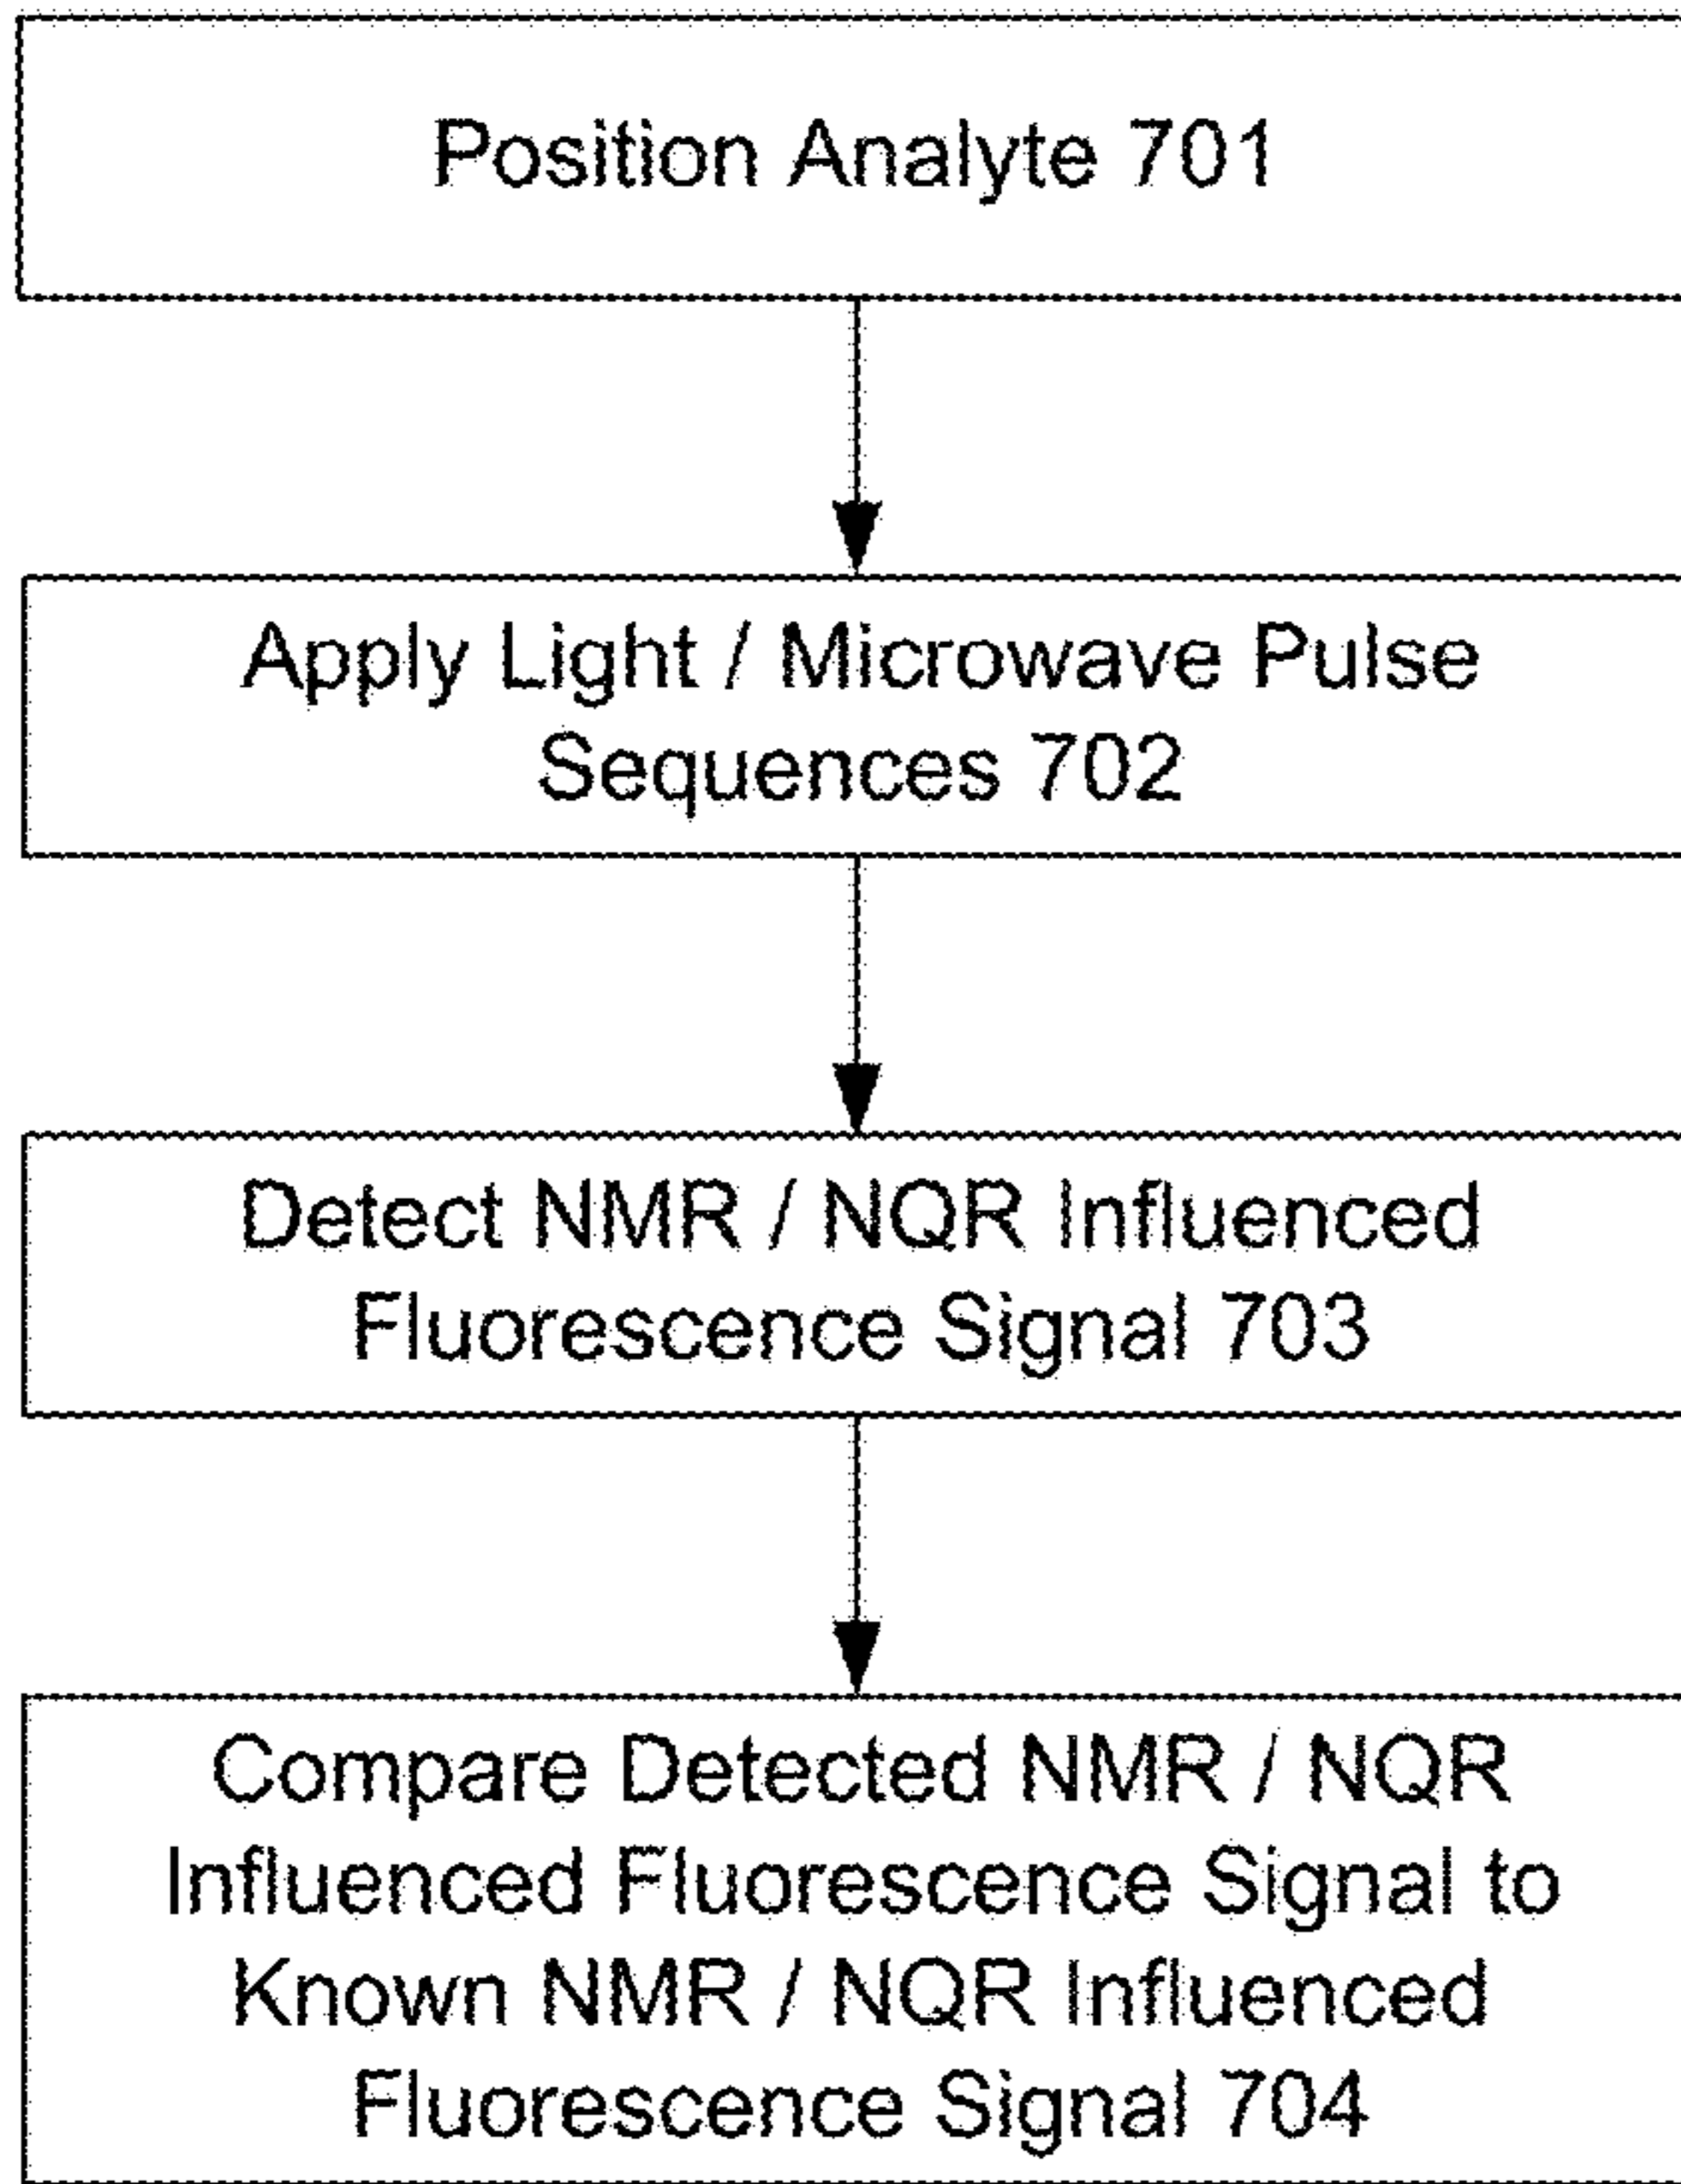 Position Analyte 701
Apply Light / Microwave Pulse
Sequences 702
Detect NMR / NQR Influenced
Fluorescence Signal 703
Compare Detected NMR / NQR
Influenced Fluorescence Signal to
Known NMR / NQR Influenced
Fluorescence Signal 704